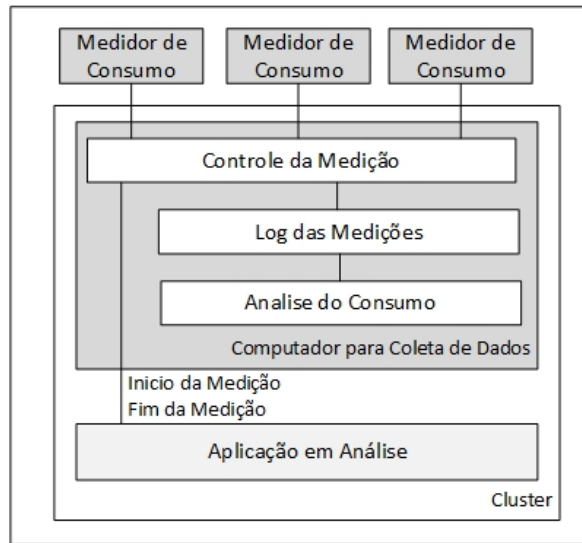 Medidor de
Consumo
Medidor de
Consumo
Medidor de
Consumo
Controle da Medição
Log das Medições
Analise do Consumo
Computador para Coleta de Dados
Inicio da Medição
Fim da Medição
Aplicação em Análise
Cluster